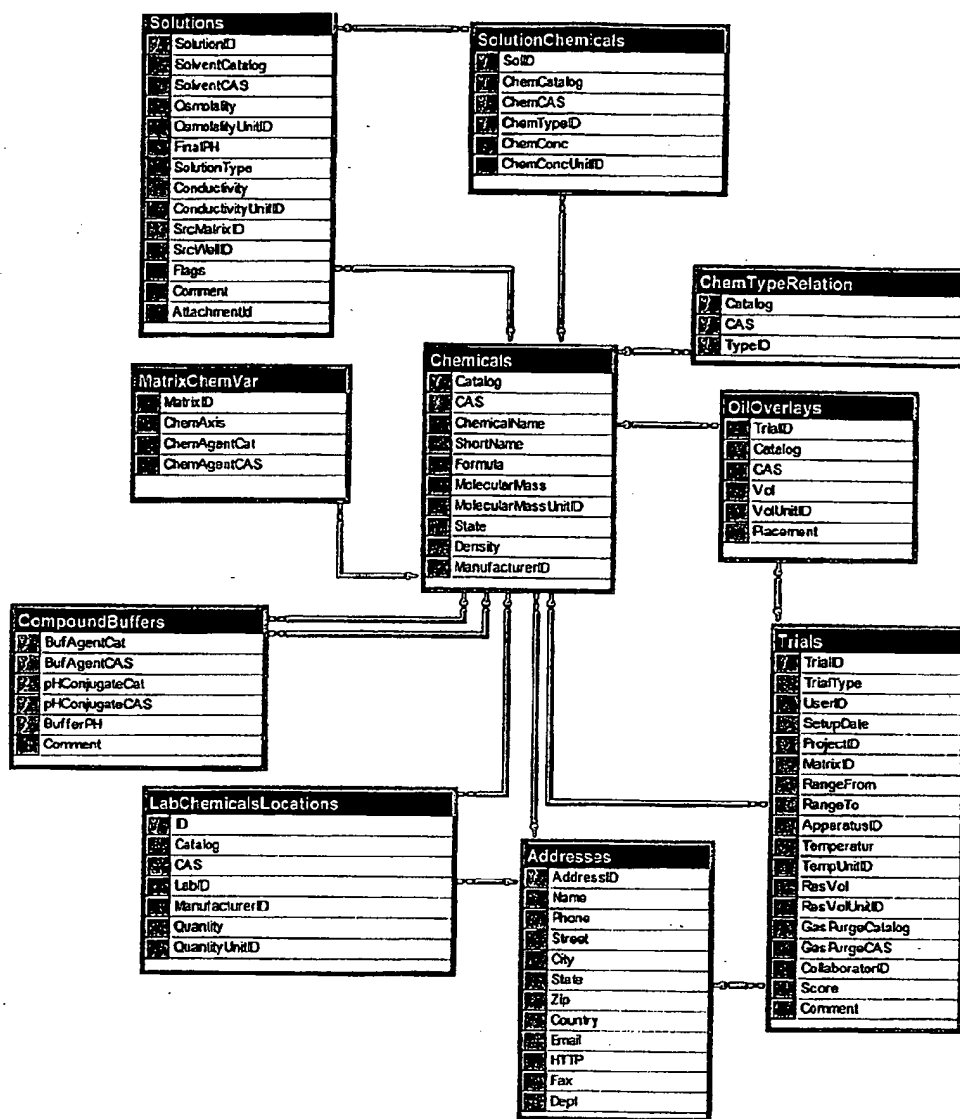 Solutions
SolutionID
SolventCatalog
SolventCAS
Osmolality
OsmolalityUnitID
FinalPH
SolutionType
Conductivity
ConductivityUnitID
SrcMatrixID
SrcWellID
Flags
Comment
AttachmentId
SolutionChemicals
SolID
ChemCatalog
ChemCAS
ChemTypeID
ChemConc
ChemConcUnitID
ChemTypeRelation
Catalog
CAS
TypeID
MatrixChemVar
MatrixID
ChemAxis
ChemAgentCat
ChemAgentCAS
Chemicals
Catalog
CAS
ChemicalName
ShortName
Formula
MolecularMass
MolecularMassUnitID
State
Density
ManufacturerID
OilOverlays
TrialID
Catalog
CAS
Vol
VolUnitID
Placement
CompoundBuffers
BufAgentCat
BufAgentCAS
pHConjugateCat
pHConjugateCAS
BufferPH
Comment
Trials
TrialID
TrialType
UserID
SetupDate
ProjectID
MatrixID
RangeFrom
RangeTo
ApparatusID
Temperatur
TempUnitID
ResVol
ResVolUnitID
GasPurgeCatalog
GasPurgeCAS
CollaboratorID
Score
Comment
LabChemicalsLocations
ID
Catalog
CAS
LabID
ManufacturerID
Quantity
QuantityUnitID
Addresses
AddressID
Name
Phone
Street
City
State
Zip
Country
Email
HTTP
Fax
Dept